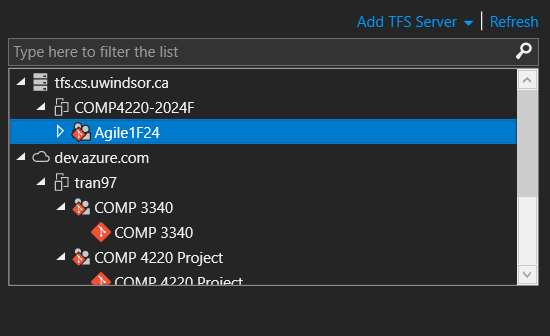 Add TFS Server Refresh
Type here to filter the list
tfs.cs.uwindsor.ca
COMP4220-2024F
Agile1F24
dev.azure.com
tran97
COMP 3340
COMP 3340
COMP 4220 Project
COMP 4220 Project